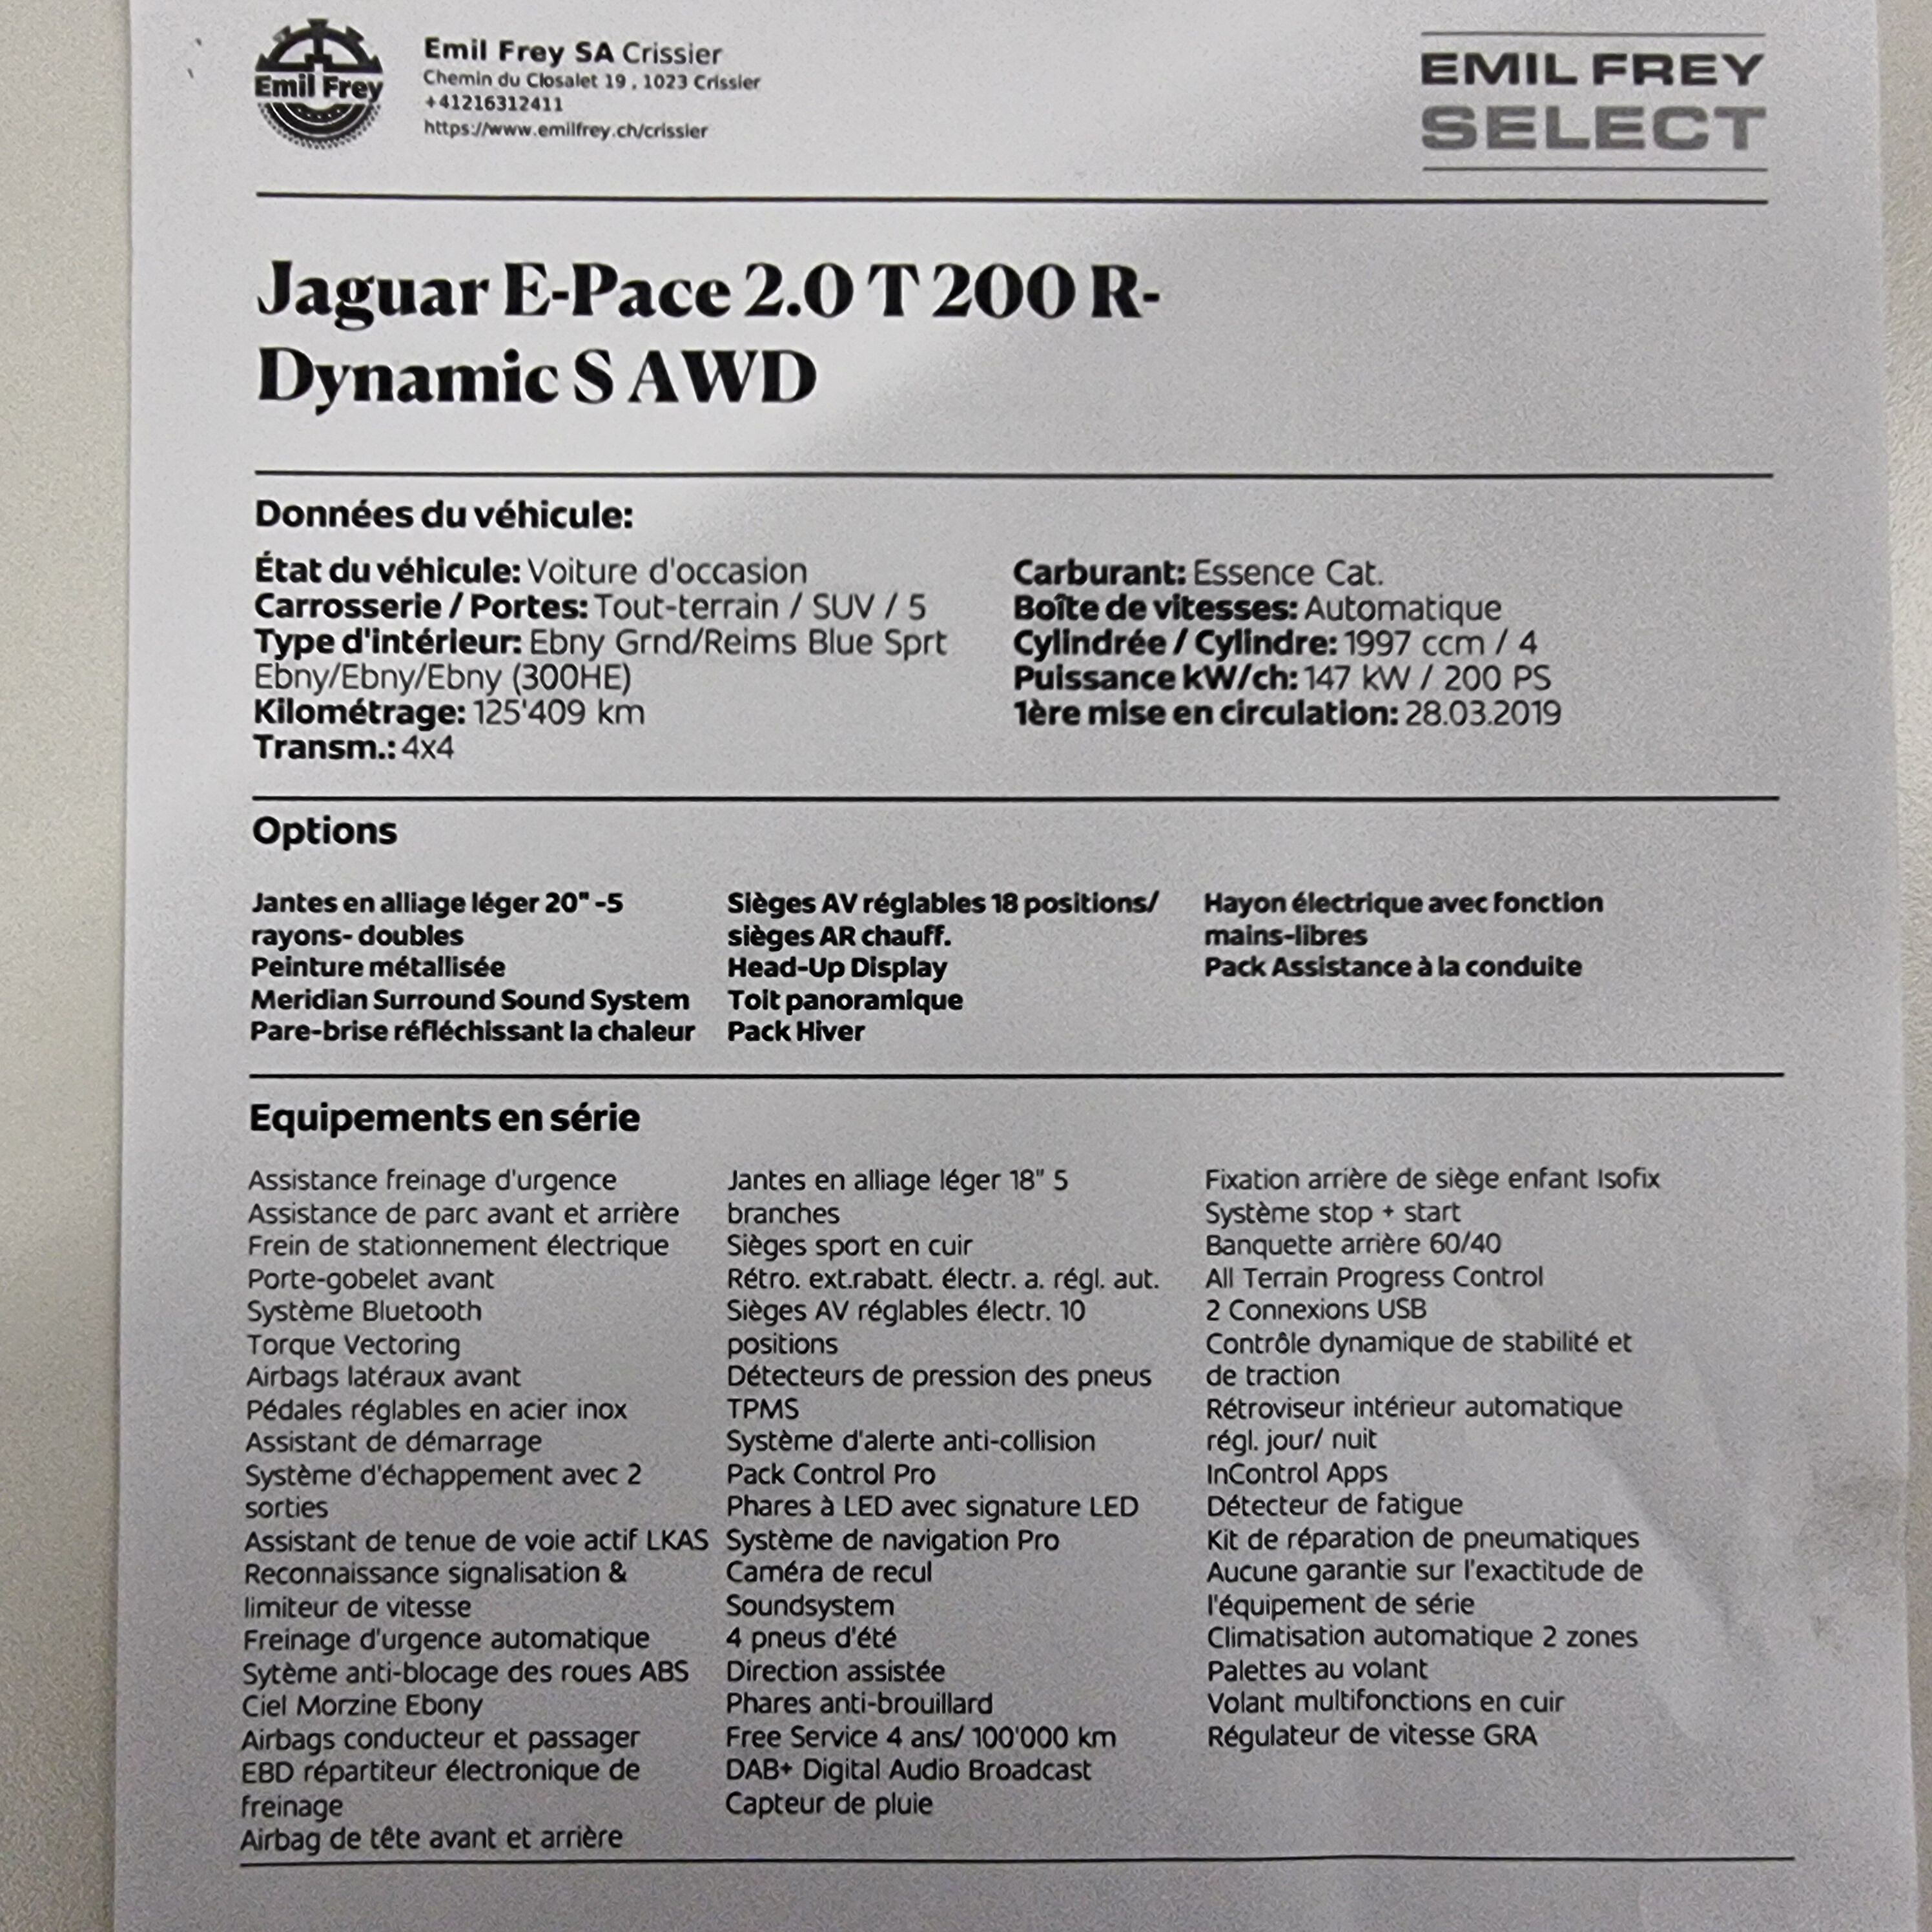 Emil Frey
Emil Frey SA Crissier
Chemin du Closalet 19 , 1023 Crissier
+41216312411
https://www.emilfrey.ch/crissier
EMIL FREY
SELECT
Jaguar E-Pace 2.0 T 200 R-
Dynamic S AWD
Données du véhicule:
État du véhicule: Voiture d'occasion
Carrosserie / Portes: Tout-terrain / SUV / 5
Type d'intérieur: Ebny Grnd/Reims Blue Sprt
Ebny/Ebny/Ebny (300HE)
Kilométrage: 125'409 km
Transm.: 4x4
Carburant: Essence Cat.
Boîte de vitesses: Automatique
Cylindrée / Cylindre: 1997 ccm / 4
Puissance kW/ch: 147 kW / 200 PS
1ère mise en circulation: 28.03.2019
Options
Jantes en alliage léger 20" -5
rayons- doubles
Peinture métallisée
Meridian Surround Sound System
Pare-brise réfléchissant la chaleur
Sièges AV réglables 18 positions/
sièges AR chauff.
Head-Up Display
Toit panoramique
Pack Hiver
Hayon électrique avec fonction
mains-libres
Pack Assistance à la conduite
Equipements en série
Assistance freinage d'urgence
Assistance de parc avant et arrière
Frein de stationnement électrique
Porte-gobelet avant
Système Bluetooth
Torque Vectoring
Airbags latéraux avant
Pédales réglables en acier inox
Assistant de démarrage
Système d'échappement avec 2
sorties
Assistant de tenue de voie actif LKAS
Reconnaissance signalisation &
limiteur de vitesse
Freinage d'urgence automatique
Sytème anti-blocage des roues ABS
Ciel Morzine Ebony
Airbags conducteur et passager
EBD répartiteur électronique de
freinage
Airbag de tête avant et arrière
Jantes en alliage léger 18" 5
branches
Sièges sport en cuir
Rétro. ext.rabatt. électr. a. régl. aut.
Sièges AV réglables électr. 10
positions
Détecteurs de pression des pneus
TPMS
Système d'alerte anti-collision
Pack Control Pro
Phares à LED avec signature LED
Système de navigation Pro
Caméra de recul
Soundsystem
4 pneus d'été
Direction assistée
Phares anti-brouillard
Free Service 4 ans/ 100'000 km
DAB+ Digital Audio Broadcast
Capteur de pluie
Fixation arrière de siège enfant Isofix
Système stop + start
Banquette arrière 60/40
All Terrain Progress Control
2 Connexions USB
Contrôle dynamique de stabilité et
de traction
Rétroviseur intérieur automatique
régl. jour/ nuit
InControl Apps
Détecteur de fatigue
Kit de réparation de pneumatiques
Aucune garantie sur l'exactitude de
l'équipement de série
Climatisation automatique 2 zones
Palettes au volant
Volant multifonctions en cuir
Régulateur de vitesse GRA